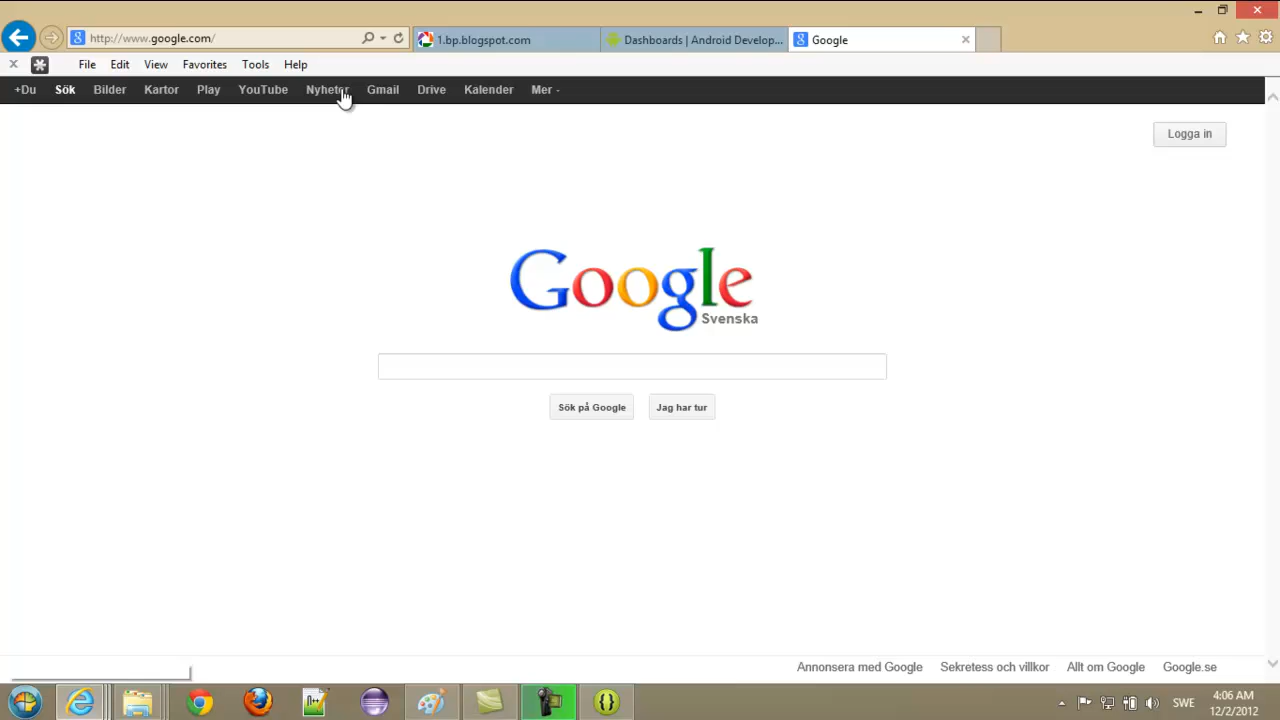 http://www.google.com/
1.bp.blogspot.com
Dashboards | Android Develop...
Google
File Edit View Favorites Tools Help
+Du Sök Bilder Kartor Play YouTube Nyheter Gmail Drive Kalender Mer
Logga in
Google
Svenska
Sök på Google Jag har tur
Annonsera med Google Sekretess och villkor Allt om Google Google.se
SWE
4:06 AM
12/2/2012